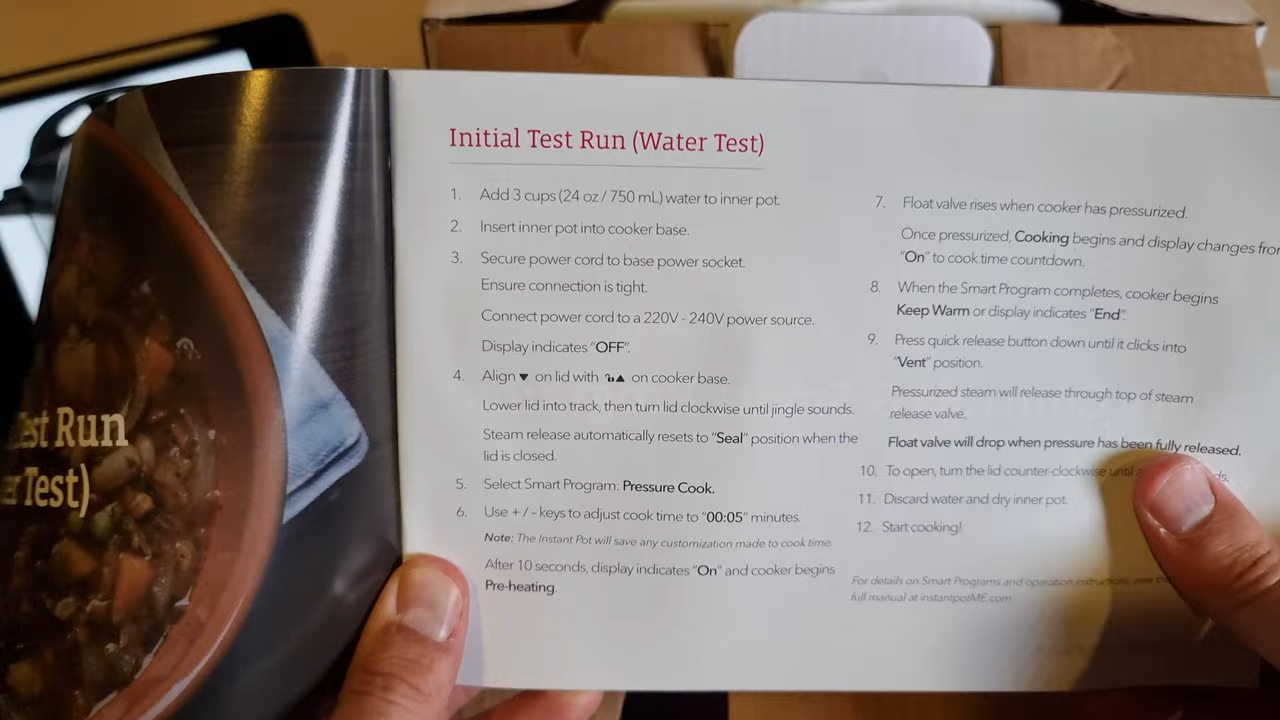 est Run
Test)
Initial Test Run (Water Test)
1. Add 3 cups (24 oz / 750 mL) water to inner pot.
2. Insert inner pot into cooker base.
3. Secure power cord to base power socket.
Ensure connection is tight.
Connect power cord to a 220V - 240V power source.
Display indicates "OFF".
4. Align ▼ on lid with 🔓▲ on cooker base.
Lower lid into track, then turn lid clockwise until jingle sounds.
Steam release automatically resets to "Seal" position when the
lid is closed.
5. Select Smart Program: Pressure Cook.
6. Use + / – keys to adjust cook time to "00:05" minutes.
Note: The Instant Pot will save any customization made to cook time.
After 10 seconds, display indicates "On" and cooker begins
Pre-heating.
7. Float valve rises when cooker has pressurized.
Once pressurized, Cooking begins and display changes from
"On" to cook time countdown.
8. When the Smart Program completes, cooker begins
Keep Warm or display indicates "End".
9. Press quick release button down until it clicks into
"Vent" position.
Pressurized steam will release through top of steam
release valve.
Float valve will drop when pressure has been fully released.
10. To open, turn the lid counter-clockwise until
11. Discard water and dry inner pot.
12. Start cooking!
For details on Smart Programs and operation instructions, view the
full manual at instantpotME.com